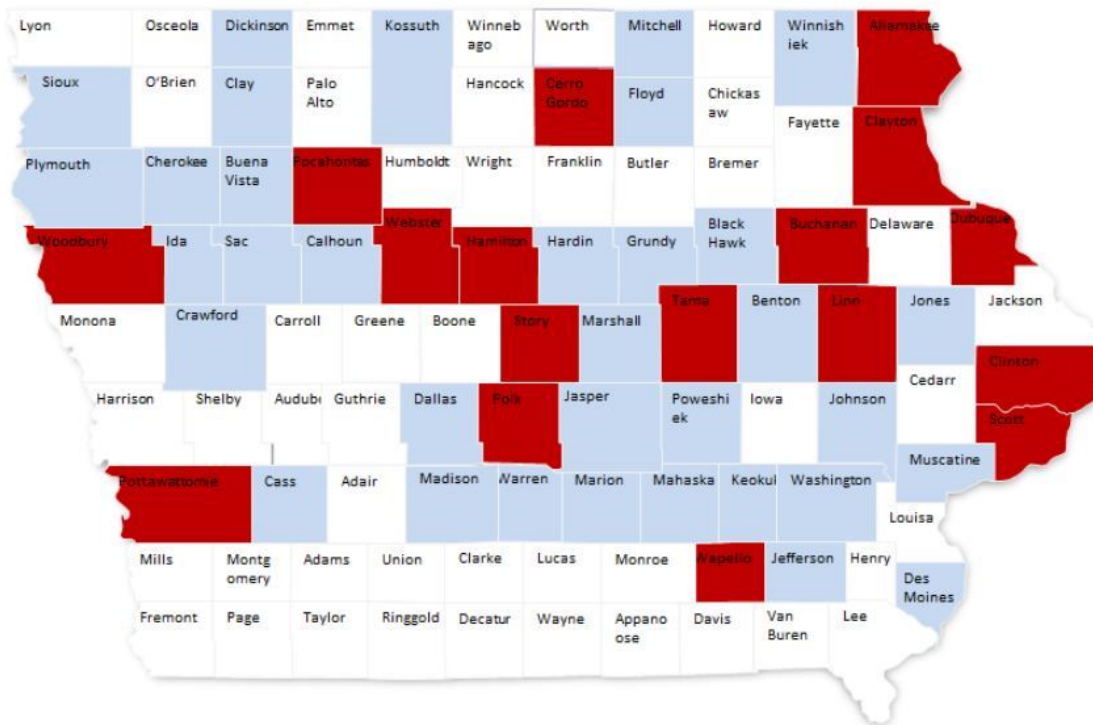 Lyon
Osceola
Dickinson
Emmet
Kossuth
Winneb
ago
Worth
Mitchell
Howard
Winnish
iek
Allamakee
Sioux
O'Brien
Clay
Palo
Alto
Hancock
Cerro
Gordo
Floyd
Chickas
aw
Fayette
Clayton
Plymouth
Cherokee
Buena
Vista
Pocahontas
Humboldt
Wright
Franklin
Butler
Bremer
Woodbury
Ida
Sac
Calhoun
Webster
Hamilton
Hardin
Grundy
Black
Hawk
Buchanan
Delaware
Dubuque
Monona
Crawford
Carroll
Greene
Boone
Story
Marshall
Tama
Benton
Linn
Jones
Jackson
Clinton
Cedarr
Harrison
Shelby
Audubo
Guthrie
Dallas
Polk
Jasper
Poweshi
ek
Iowa
Johnson
Scott
Muscatine
Pottawattomie
Cass
Adair
Madison
Warren
Marion
Mahaska
Keokuk
Washington
Louisa
Mills
Montg
omery
Adams
Union
Clarke
Lucas
Monroe
Wapello
Jefferson
Henry
Des
Moines
Fremont
Page
Taylor
Ringgold
Decatur
Wayne
Appano
ose
Davis
Van
Buren
Lee